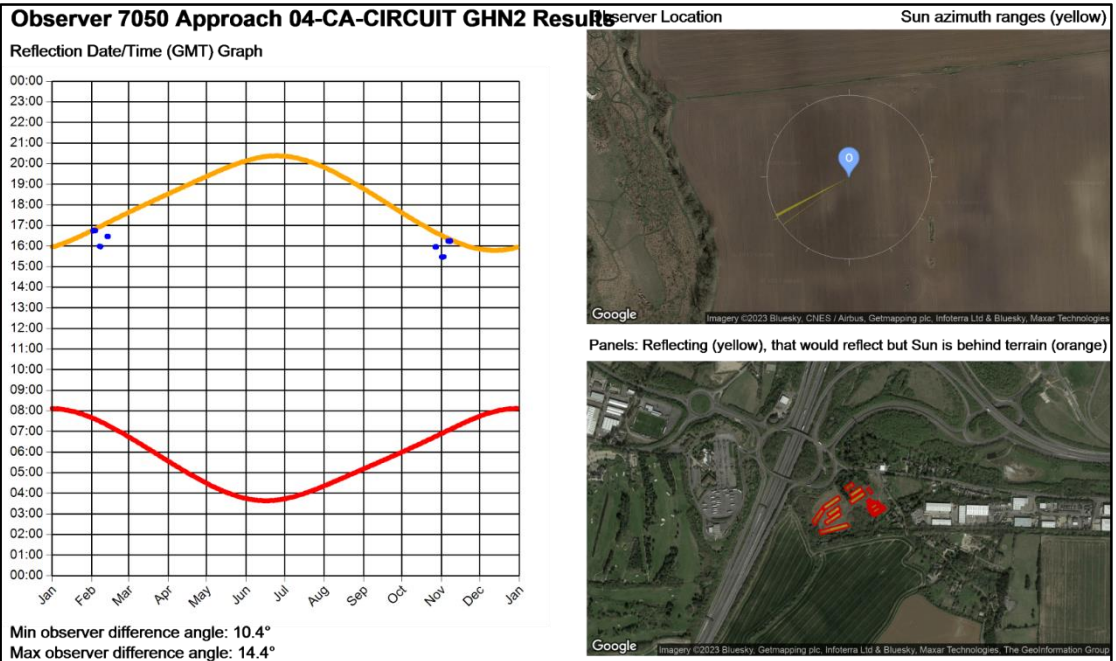 Observer 7050 Approach 04-CA-CIRCUIT GHN2 Results
Reflection Date/Time (GMT) Graph
00:00
23:00
22:00
21:00
20:00
19:00
18:00
17:00
16:00
15:00
14:00
13:00
12:00
11:00
10:00
09:00
08:00
07:00
06:00
05:00
04:00
03:00
02:00
01:00
00:00
Jan Feb Mar Apr May Jun Jul Aug Sep Oct Nov Dec Jan
Min observer difference angle: 10.4°
Max observer difference angle: 14.4°
Observer Location
Sun azimuth ranges (yellow)
O
Google
Imagery ©2023 Bluesky, CNES / Airbus, Getmapping plc, Infoterra Ltd & Bluesky, Maxar Technologies
Panels: Reflecting (yellow), that would reflect but Sun is behind terrain (orange)
Google
Imagery ©2023 Bluesky, Getmapping plc, Infoterra Ltd & Bluesky, Maxar Technologies, The GeoInformation Group